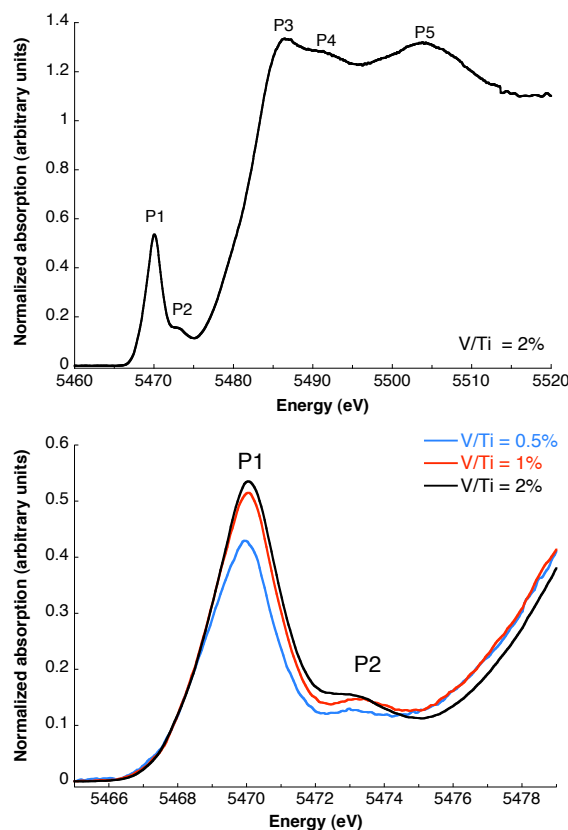 Normalized absorption (arbitrary units)
1.4
1.2
1
0.8
0.6
0.4
0.2
0
P1
P2
P3
P4
P5
V/Ti = 2%
5460 5470 5480 5490 5500 5510 5520
Energy (eV)
Normalized absorption (arbitrary units)
0.6
0.5
0.4
0.3
0.2
0.1
0.0
P1
P2
V/Ti = 0.5%
V/Ti = 1%
V/Ti = 2%
5466 5468 5470 5472 5474 5476 5478
Energy (eV)